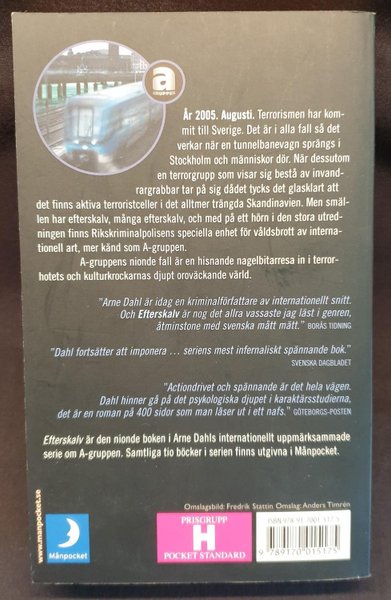 a
GRUPPEN
År 2005. Augusti. Terrorismen har kom-
mit till Sverige. Det är i alla fall så det
verkar när en tunnelbanevagn sprängs i
Stockholm och människor dör. När dessutom
en terrorgrupp som visar sig bestå av invand-
rargrabbar tar på sig dådet tycks det glasklart att
det finns aktiva terroristceller i det alltmer trängda Skandinavien. Men smäl-
len har efterskalv, många efterskalv, och med på ett hörn i den stora utred-
ningen finns Rikskriminalpolisens speciella enhet för våldsbrott av interna-
tionell art, mer känd som A-gruppen.
A-gruppens nionde fall är en hisnande nagelbitarresa in i terror-
hotets och kulturkrockarnas djupt oroväckande värld.
"Arne Dahl är idag en kriminalförfattare av internationellt snitt.
Och Efterskalv är nog det allra vassaste jag läst i genren,
åtminstone med svenska mått mätt." BORÅS TIDNING
"Dahl fortsätter att imponera … seriens mest infernaliskt spännande bok."
SVENSKA DAGBLADET
"Actiondrivet och spännande är det hela vägen.
Dahl hinner gå på det psykologiska djupet i karaktärsstudierna,
det är en roman på 400 sidor som man läser ut i ett nafs." GÖTEBORGS-POSTEN
Efterskalv är den nionde boken i Arne Dahls internationellt uppmärksammade
serie om A-gruppen. Samtliga tio böcker i serien finns utgivna i Månpocket.
Omslagsbild: Fredrik Stattin Omslag: Anders Timrén
www.manpocket.se
Månpocket
PRISGRUPP
H
POCKET STANDARD
9 789170 015175